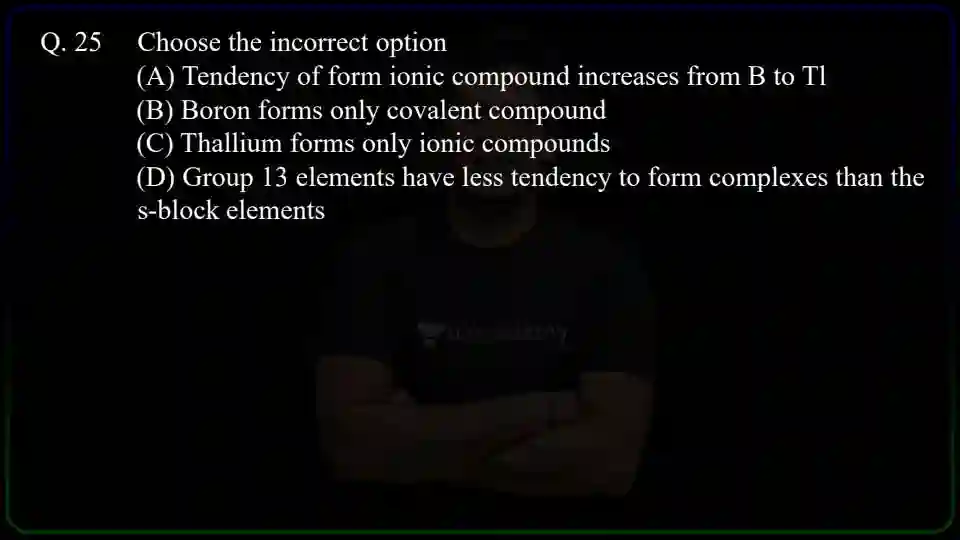 Q. 25 Choose the incorrect option
(A) Tendency of form ionic compound increases from B to Tl
(B) Boron forms only covalent compound
(C) Thallium forms only ionic compounds
(D) Group 13 elements have less tendency to form complexes than the
s-block elements